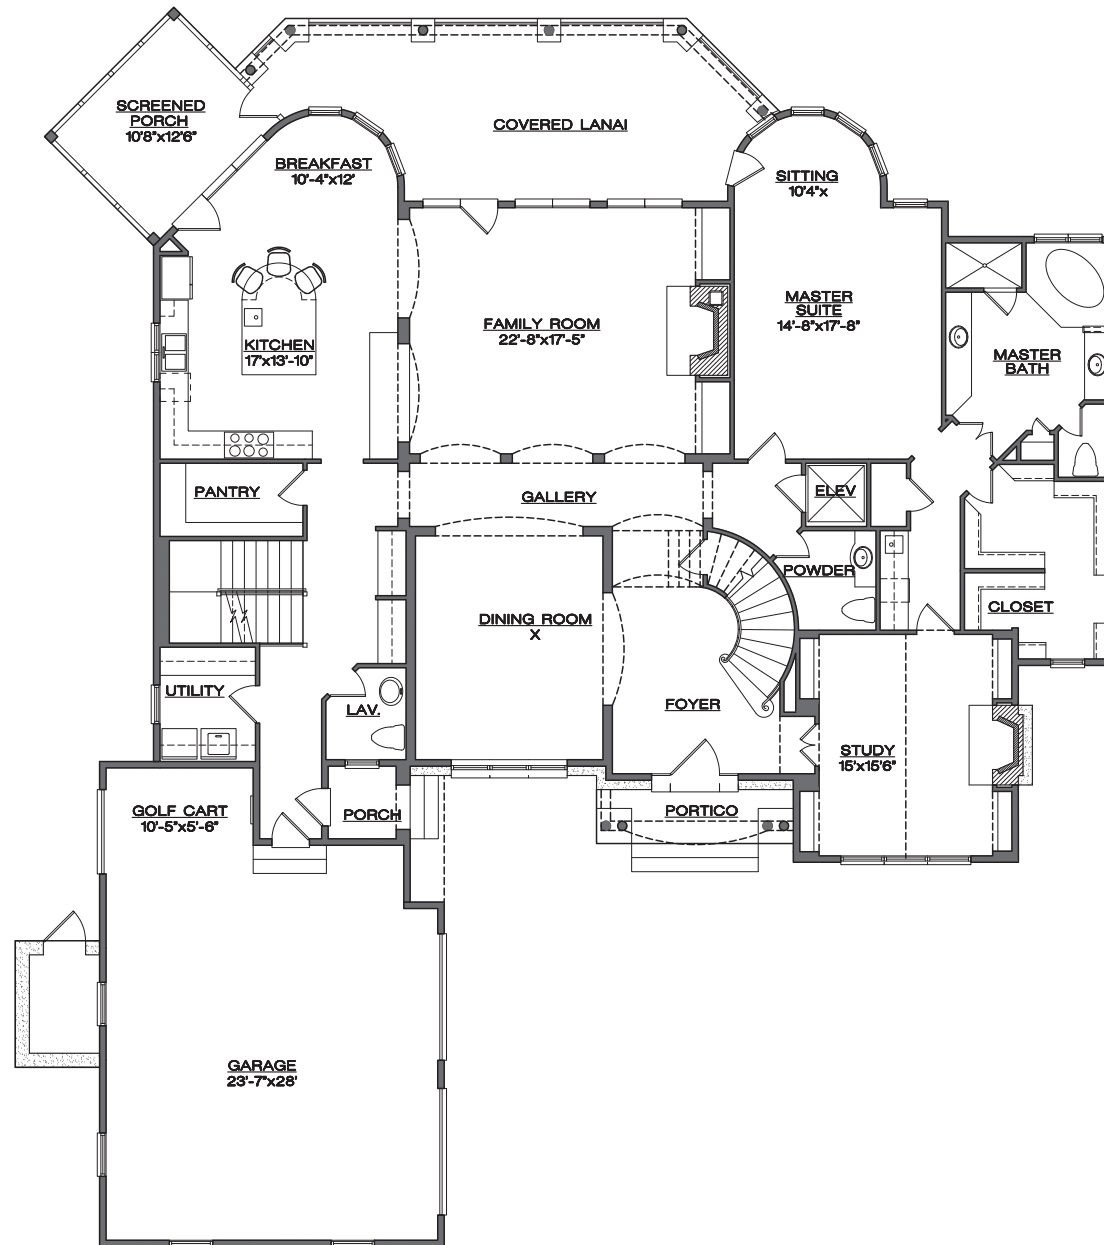 SCREENED
PORCH
10'8"x12'6"
COVERED LANAI
BREAKFAST
10'-4"x12'
SITTING
10'4"x
MASTER
SUITE
14'-8"x17'-8"
FAMILY ROOM
22'-8"x17'-5"
KITCHEN
17'x13'-10"
MASTER
BATH
PANTRY
GALLERY
ELEV
POWDER
CLOSET
DINING ROOM
X
UTILITY
LAV.
FOYER
STUDY
15'x15'6"
GOLF CART
10'-5"x5'-6"
PORCH
PORTICO
GARAGE
23'-7"x28'